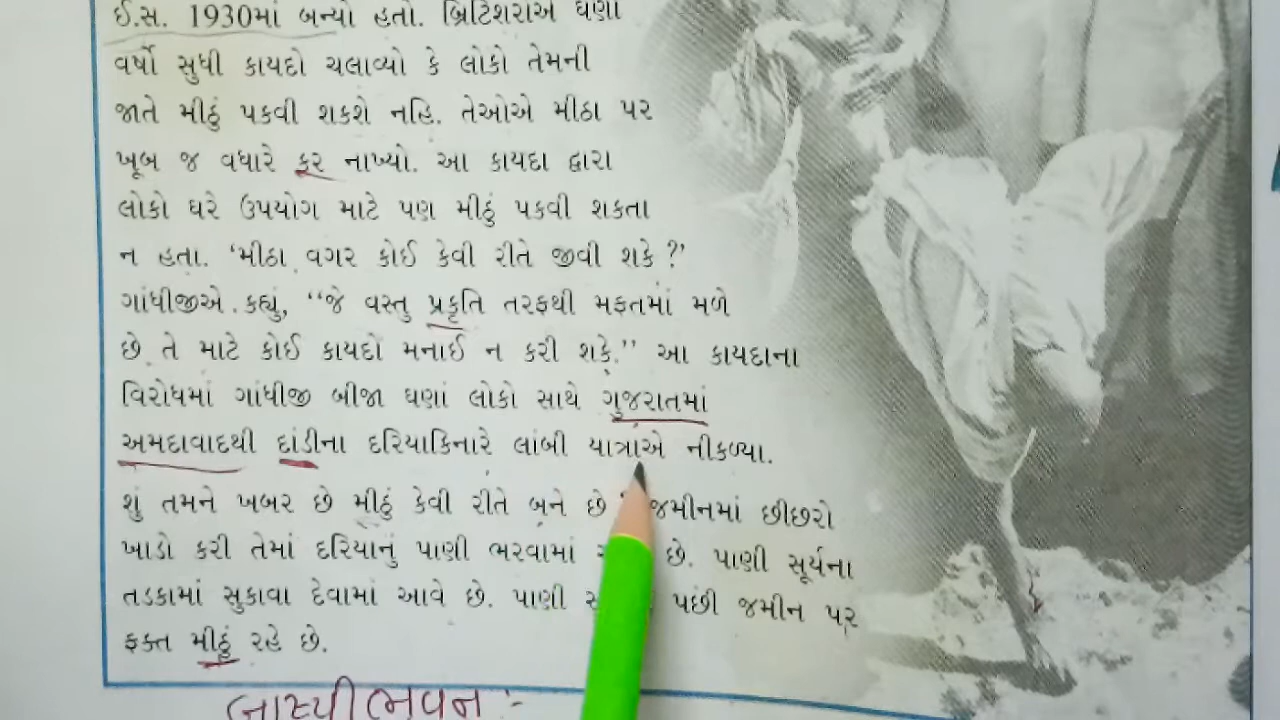 ઈ.સ. 1930માં બન્યો હતો. બ્રિટિશરોએ ઘણાં
વર્ષો સુધી કાયદો ચલાવ્યો કે લોકો તેમની
જાતે મીઠું પકવી શકશે નહિ. તેઓએ મીઠા પર
ખૂબ જ વધારે કર નાખ્યો. આ કાયદા દ્વારા
લોકો ઘરે ઉપયોગ માટે પણ મીઠું પકવી શકતા
ન હતા. ‘મીઠા વગર કોઈ કેવી રીતે જીવી શકે ?’
ગાંધીજીએ કહ્યું, “જે વસ્તુ પ્રકૃતિ તરફથી મફતમાં મળે
છે તે માટે કોઈ કાયદો મનાઈ ન કરી શકે.” આ કાયદાના
વિરોધમાં ગાંધીજી બીજા ઘણાં લોકો સાથે ગુજરાતમાં
અમદાવાદથી દાંડીના દરિયાકિનારે લાંબી યાત્રાએ નીકળ્યા.
શું તમને ખબર છે મીઠું કેવી રીતે બને છે જમીનમાં છીછરો
ખાડો કરી તેમાં દરિયાનું પાણી ભરવામાં છે. પાણી સૂર્યના
તડકામાં સુકાવા દેવામાં આવે છે. પાણી પછી જમીન પર
ફક્ત મીઠું રહે છે.
બાષ્પીભવન :-